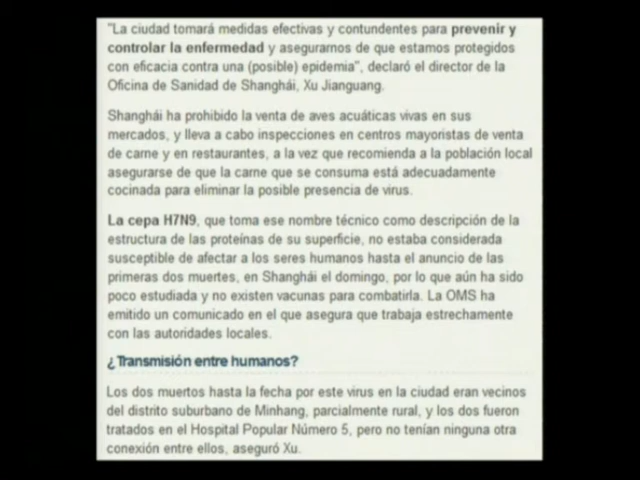 "La ciudad tomará medidas efectivas y contundentes para prevenir y
controlar la enfermedad y asegurarnos de que estamos protegidos
con eficacia contra una (posible) epidemia", declaró el director de la
Oficina de Sanidad de Shanghái, Xu Jianguang.
Shanghái ha prohibido la venta de aves acuáticas vivas en sus
mercados, y lleva a cabo inspecciones en centros mayoristas de venta
de carne y en restaurantes, a la vez que recomienda a la población local
asegurarse de que la carne que se consuma está adecuadamente
cocinada para eliminar la posible presencia de virus.
La cepa H7N9, que toma ese nombre técnico como descripción de la
estructura de las proteínas de su superficie, no estaba considerada
susceptible de afectar a los seres humanos hasta el anuncio de las
primeras dos muertes, en Shanghái el domingo, por lo que aún ha sido
poco estudiada y no existen vacunas para combatirla. La OMS ha
emitido un comunicado en el que asegura que trabaja estrechamente
con las autoridades locales.
¿Transmisión entre humanos?
Los dos muertos hasta la fecha por este virus en la ciudad eran vecinos
del distrito suburbano de Minhang, parcialmente rural, y los dos fueron
tratados en el Hospital Popular Número 5, pero no tenían ninguna otra
conexión entre ellos, aseguró Xu.